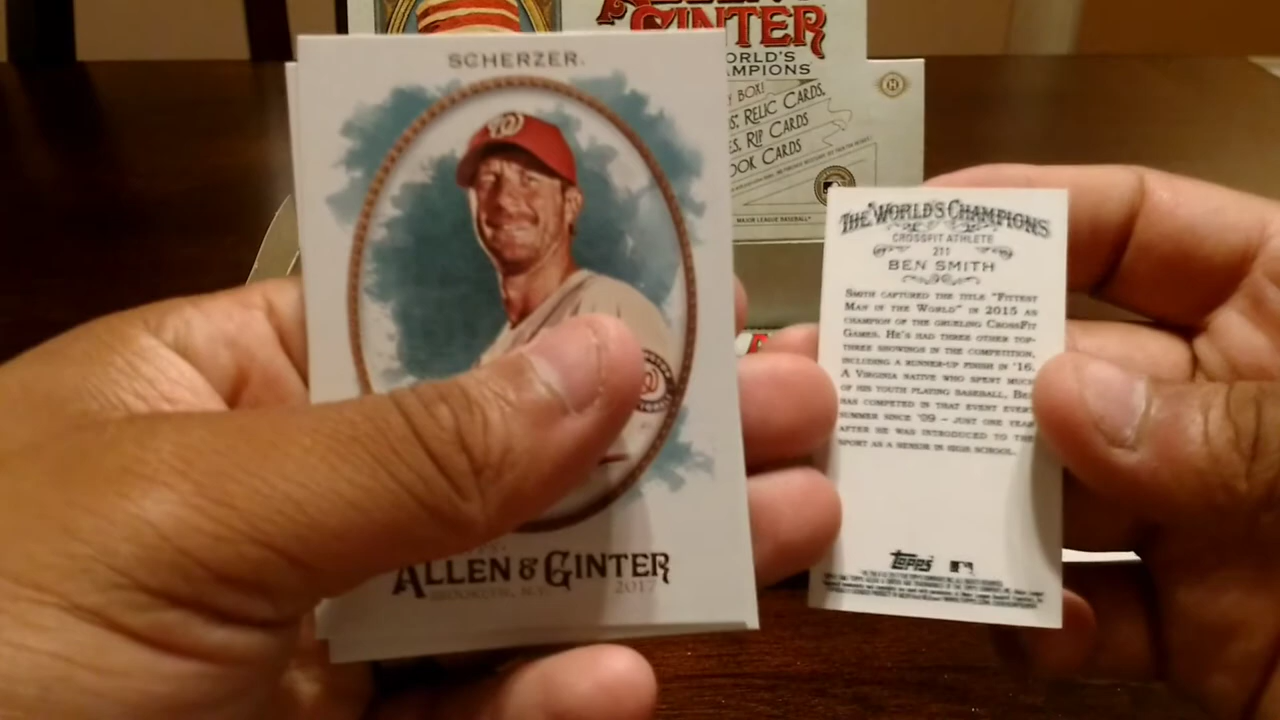 ALLEN &
GINTER
WORLD'S
CHAMPIONS
BOX!
RELIC CARDS,
RIP CARDS
BOOK CARDS
MAJOR LEAGUE BASEBALL
SCHERZER.
ALLEN & GINTER
BROOKLYN, N.Y. 2017
THE WORLD'S CHAMPIONS
CROSSFIT ATHLETE
211
BEN SMITH
SMITH CAPTURED THE TITLE "FITTEST
MAN IN THE WORLD" IN 2015 AS
CHAMPION OF THE GRUELING CROSSFIT
GAMES. HE'S HAD THREE OTHER TOP-
THREE SHOWINGS IN THE COMPETITION,
INCLUDING A RUNNER-UP FINISH IN '16.
A VIRGINIA NATIVE WHO SPENT MUCH
OF HIS YOUTH PLAYING BASEBALL, BEN
HAS COMPETED IN THAT EVENT EVERY
SUMMER SINCE '09 – JUST ONE YEAR
AFTER HE WAS INTRODUCED TO THE
SPORT AS A SENIOR IN HIGH SCHOOL.
Topps